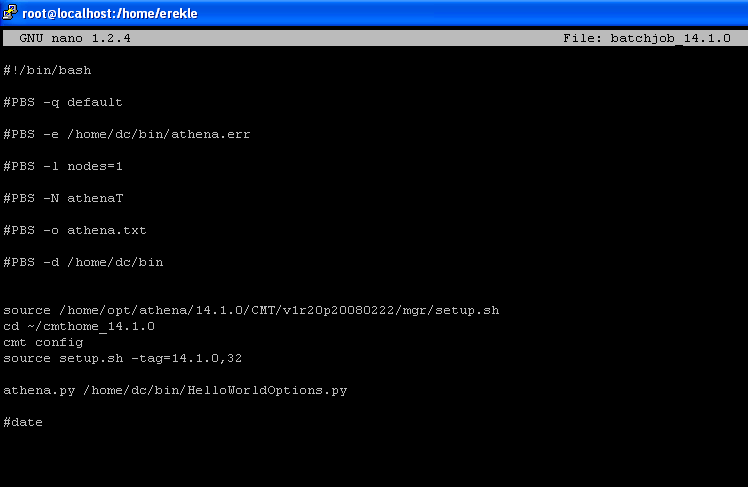 root@localhost:/home/erekle
GNU nano 1.2.4 File: batchjob_14.1.0
#!/bin/bash
#PBS -q default
#PBS -e /home/dc/bin/athena.err
#PBS -l nodes=1
#PBS -N athenaT
#PBS -o athena.txt
#PBS -d /home/dc/bin
source /home/opt/athena/14.1.0/CMT/v1r20p20080222/mgr/setup.sh
cd ~/cmthome_14.1.0
cmt config
source setup.sh -tag=14.1.0,32
athena.py /home/dc/bin/HelloWorldOptions.py
#date